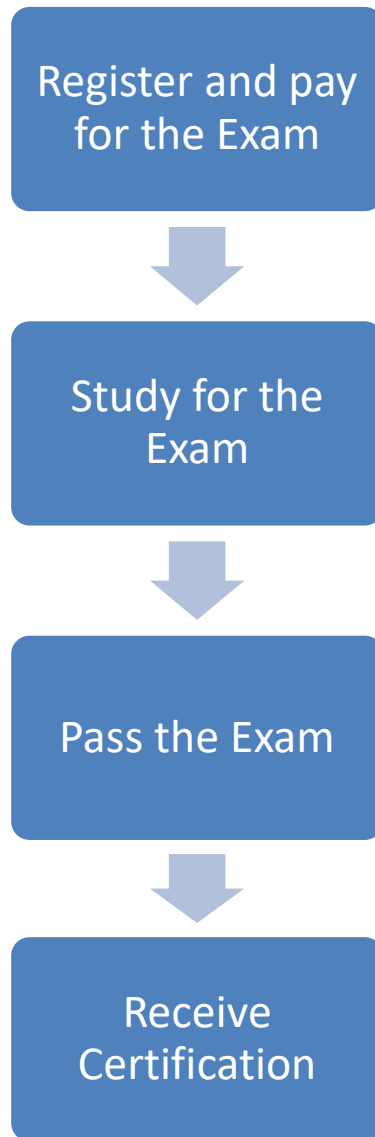 Register and pay
for the Exam
Study for the
Exam
Pass the Exam
Receive
Certification